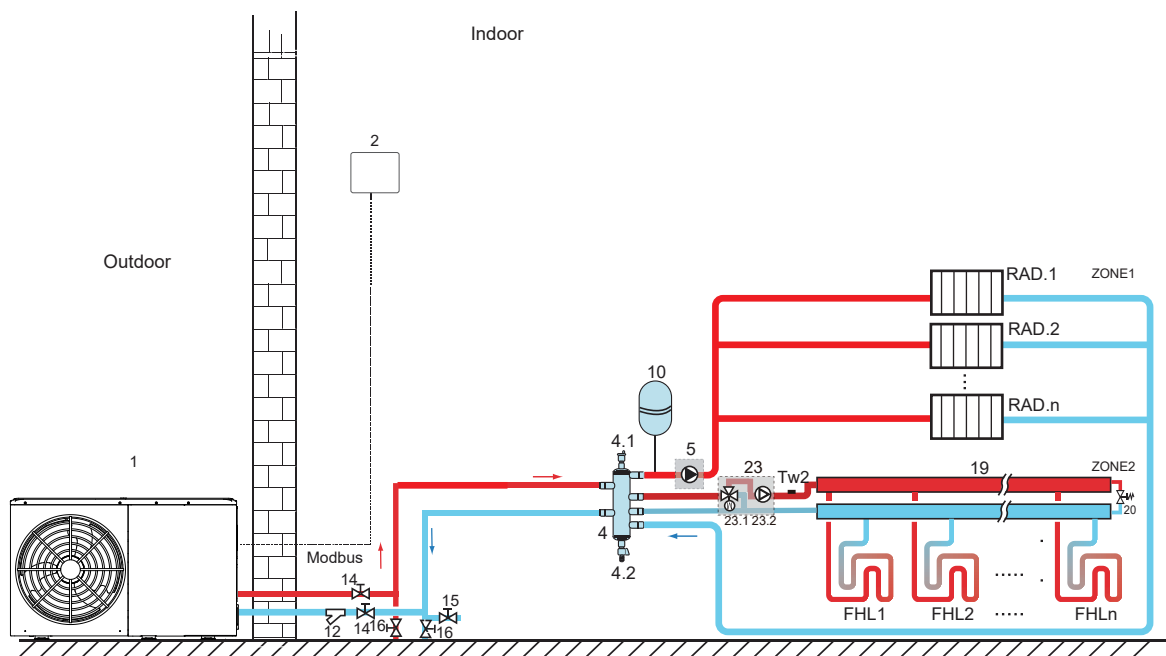 Indoor
2
Outdoor
RAD.1
ZONE1
RAD.2
RAD.n
10
4.1
5
23
Tw2
19
ZONE2
1
23.1
23.2
20
4
4.2
Modbus
14
15
12
14
16
16
FHL1
FHL2
FHLn